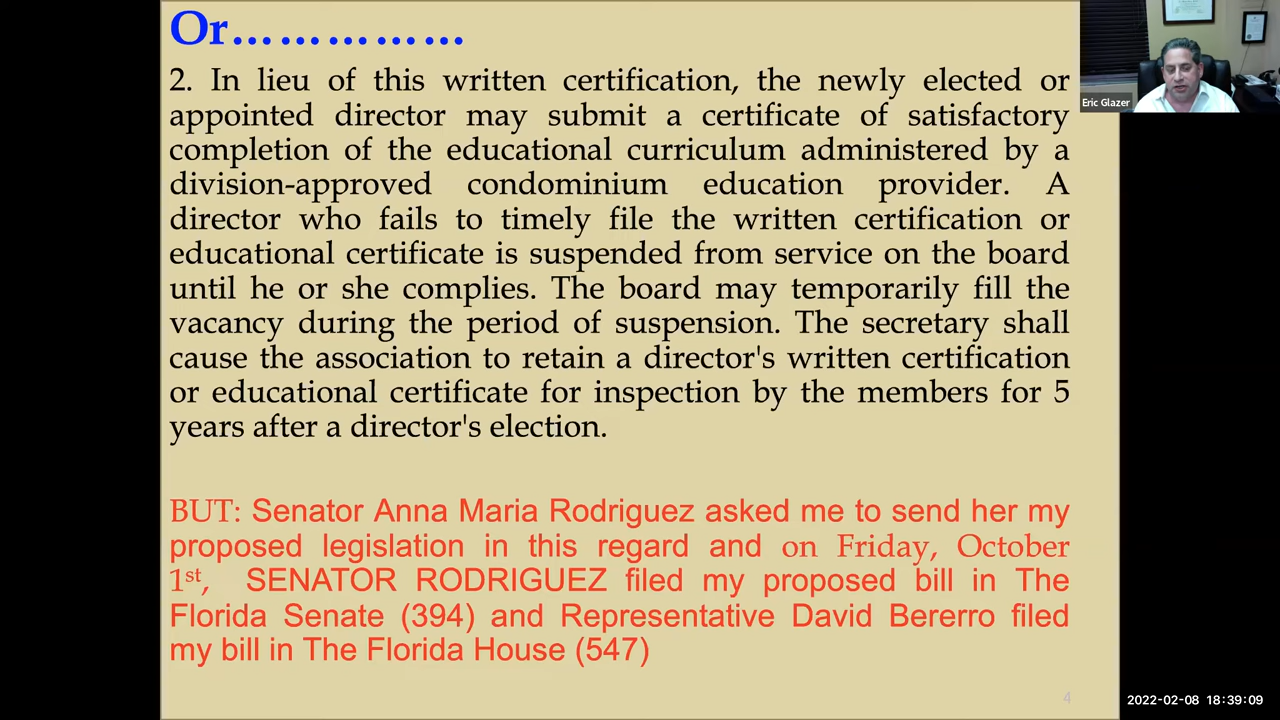 Or……………
2. In lieu of this written certification, the newly elected or
appointed director may submit a certificate of satisfactory
completion of the educational curriculum administered by a
division-approved condominium education provider. A
director who fails to timely file the written certification or
educational certificate is suspended from service on the board
until he or she complies. The board may temporarily fill the
vacancy during the period of suspension. The secretary shall
cause the association to retain a director's written certification
or educational certificate for inspection by the members for 5
years after a director's election.
BUT: Senator Anna Maria Rodriguez asked me to send her my
proposed legislation in this regard and on Friday, October
1st, SENATOR RODRIGUEZ filed my proposed bill in The
Florida Senate (394) and Representative David Bererro filed
my bill in The Florida House (547)
4
Eric Glazer
2022-02-08 18:39:09